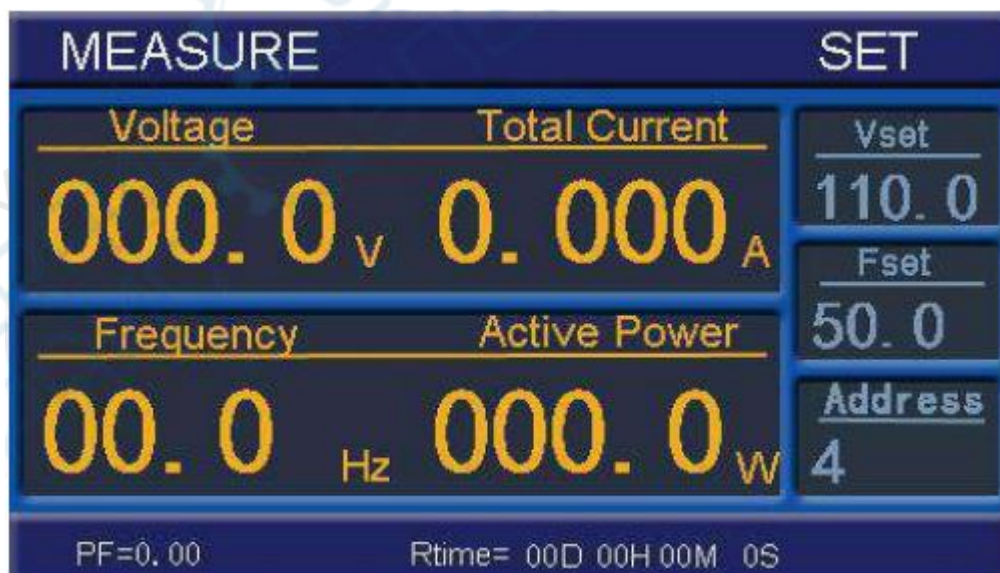 MEASURE SET
Voltage Total Current Vset
000. 0 V 0. 000 A 110. 0
Frequency Active Power Fset
00. 0 Hz 000. 0 W 50. 0
Address
4
PF=0. 00 Rtime= 00D 00H 00M 0S